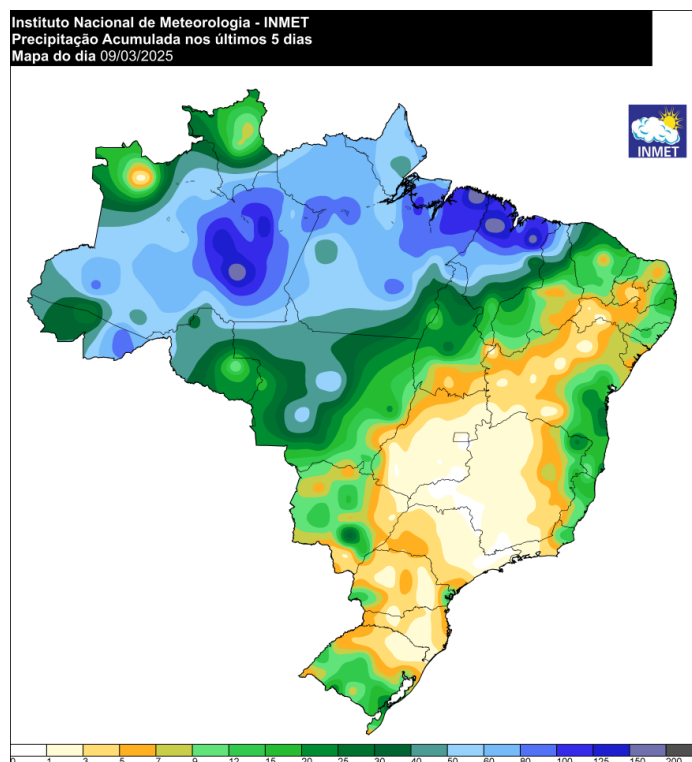 Instituto Nacional de Meteorologia - INMET
Precipitação Acumulada nos últimos 5 dias
Mapa do dia 09/03/2025
INMET
0 1 3 5 7 9 12 15 20 25 30 40 50 60 80 100 125 150 200